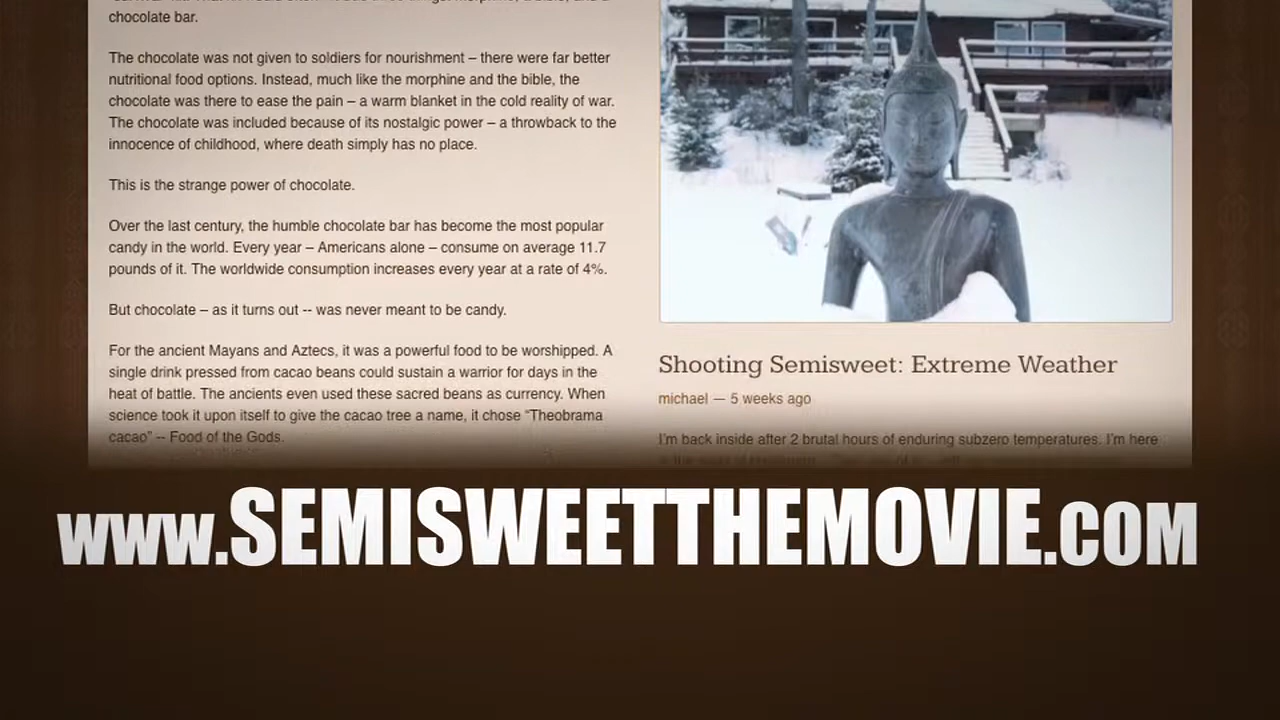 chocolate bar.
The chocolate was not given to soldiers for nourishment – there were far better
nutritional food options. Instead, much like the morphine and the bible, the
chocolate was there to ease the pain – a warm blanket in the cold reality of war.
The chocolate was included because of its nostalgic power – a throwback to the
innocence of childhood, where death simply has no place.
This is the strange power of chocolate.
Over the last century, the humble chocolate bar has become the most popular
candy in the world. Every year – Americans alone – consume on average 11.7
pounds of it. The worldwide consumption increases every year at a rate of 4%.
But chocolate – as it turns out -- was never meant to be candy.
For the ancient Mayans and Aztecs, it was a powerful food to be worshipped. A
single drink pressed from cacao beans could sustain a warrior for days in the
heat of battle. The ancients even used these sacred beans as currency. When
science took it upon itself to give the cacao tree a name, it chose “Theobrama
cacao” -- Food of the Gods.
Shooting Semisweet: Extreme Weather
michael — 5 weeks ago
I'm back inside after 2 brutal hours of enduring subzero temperatures. I'm here
www.SEMISWEETTHEMOVIE.COM